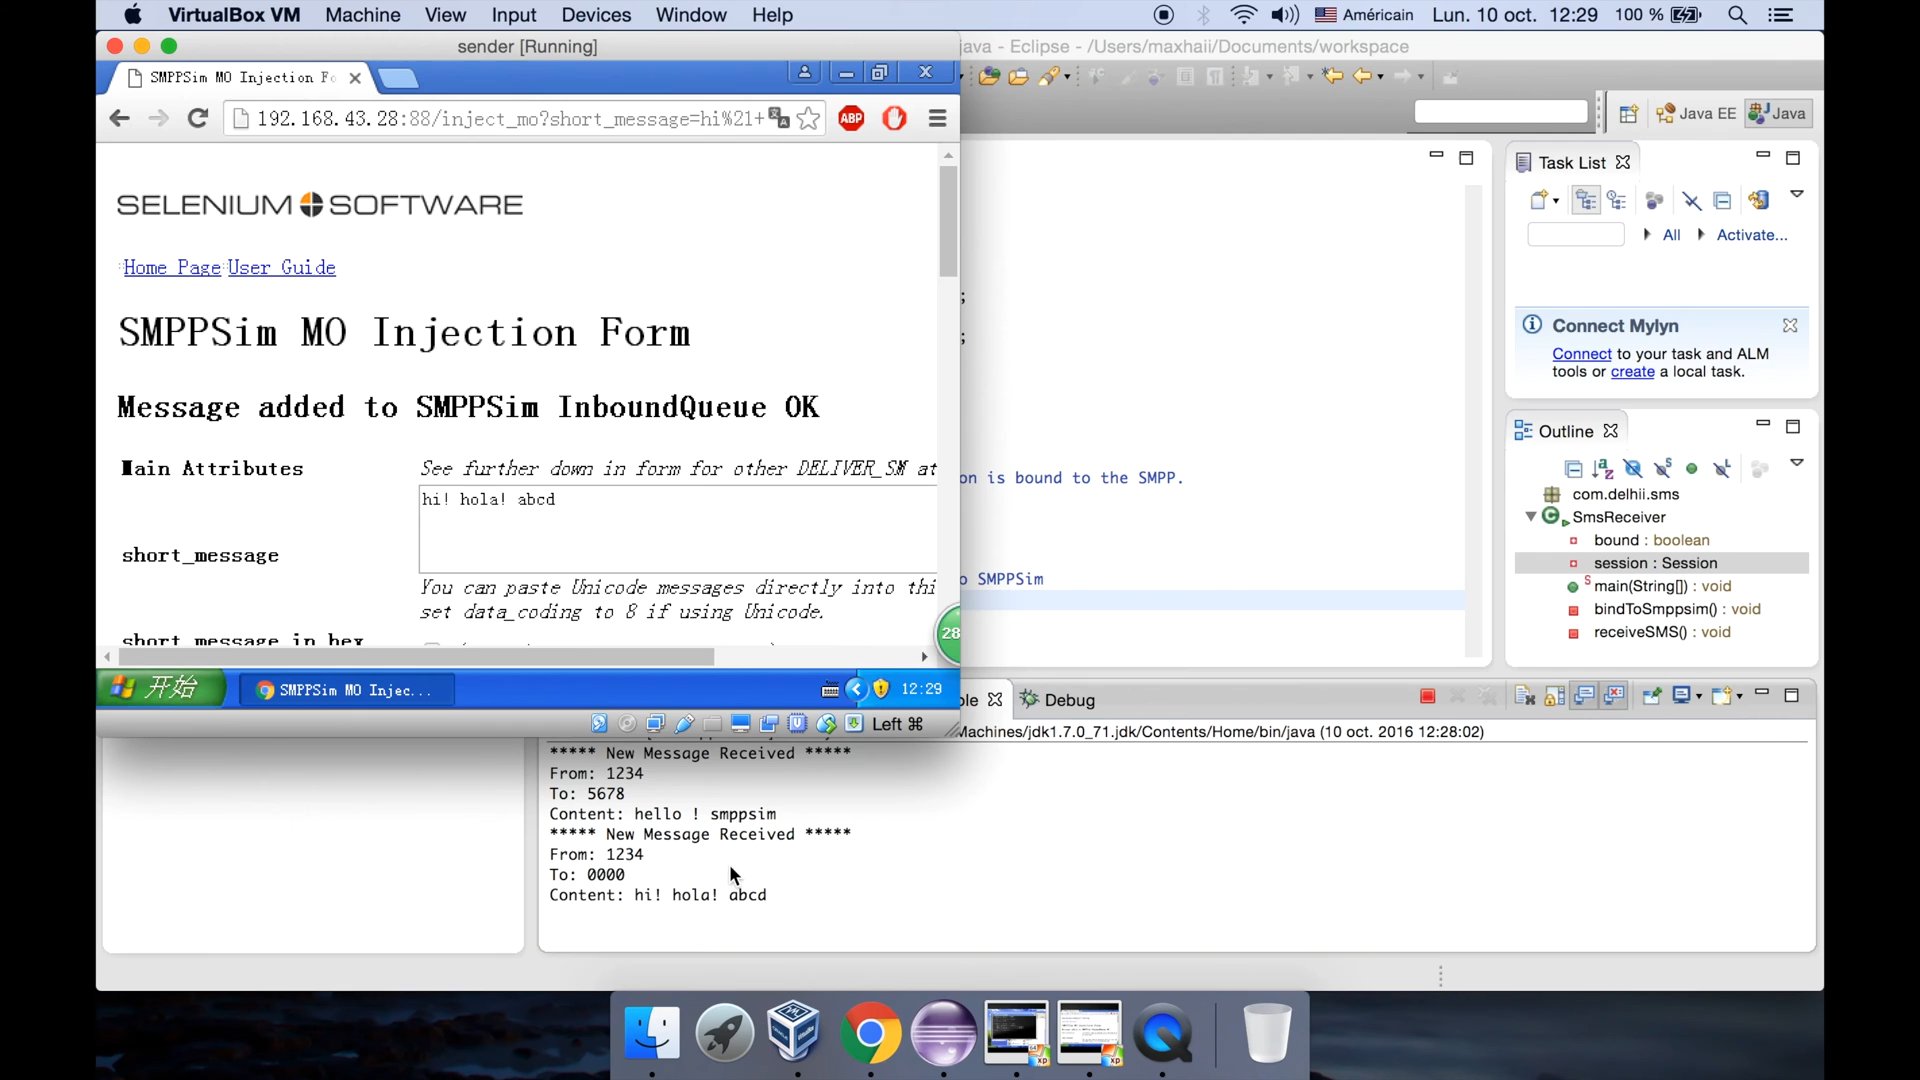 VirtualBox VM Machine View Input Devices Window Help
Américain Lun. 10 oct. 12:29 100 %
sender [Running]
java - Eclipse - /Users/maxhaii/Documents/workspace
SMPPSim MO Injection Fo
192.168.43.28:88/inject_mo?short_message=hi%21+
ABP
Java EE Java
SELENIUM SOFTWARE
Home Page User Guide
SMPPSim MO Injection Form
Message added to SMPPSim InboundQueue OK
Main Attributes
See further down in form for other DELIVER_SM at
hi! hola! abcd
short_message
You can paste Unicode messages directly into thi
set data_coding to 8 if using Unicode.
short_message in hex
28
开始
SMPPSim MO Injec...
12:29
Left ⌘
;
;
on is bound to the SMPP.
o SMPPSim
Task List
All Activate...
Connect Mylyn
Connect to your task and ALM
tools or create a local task.
Outline
com.delhii.sms
SmsReceiver
bound : boolean
session : Session
main(String[]) : void
bindToSmppsim() : void
receiveSMS() : void
ole Debug
Machines/jdk1.7.0_71.jdk/Contents/Home/bin/java (10 oct. 2016 12:28:02)
***** New Message Received *****
From: 1234
To: 5678
Content: hello ! smppsim
***** New Message Received *****
From: 1234
To: 0000
Content: hi! hola! abcd
xp
xp